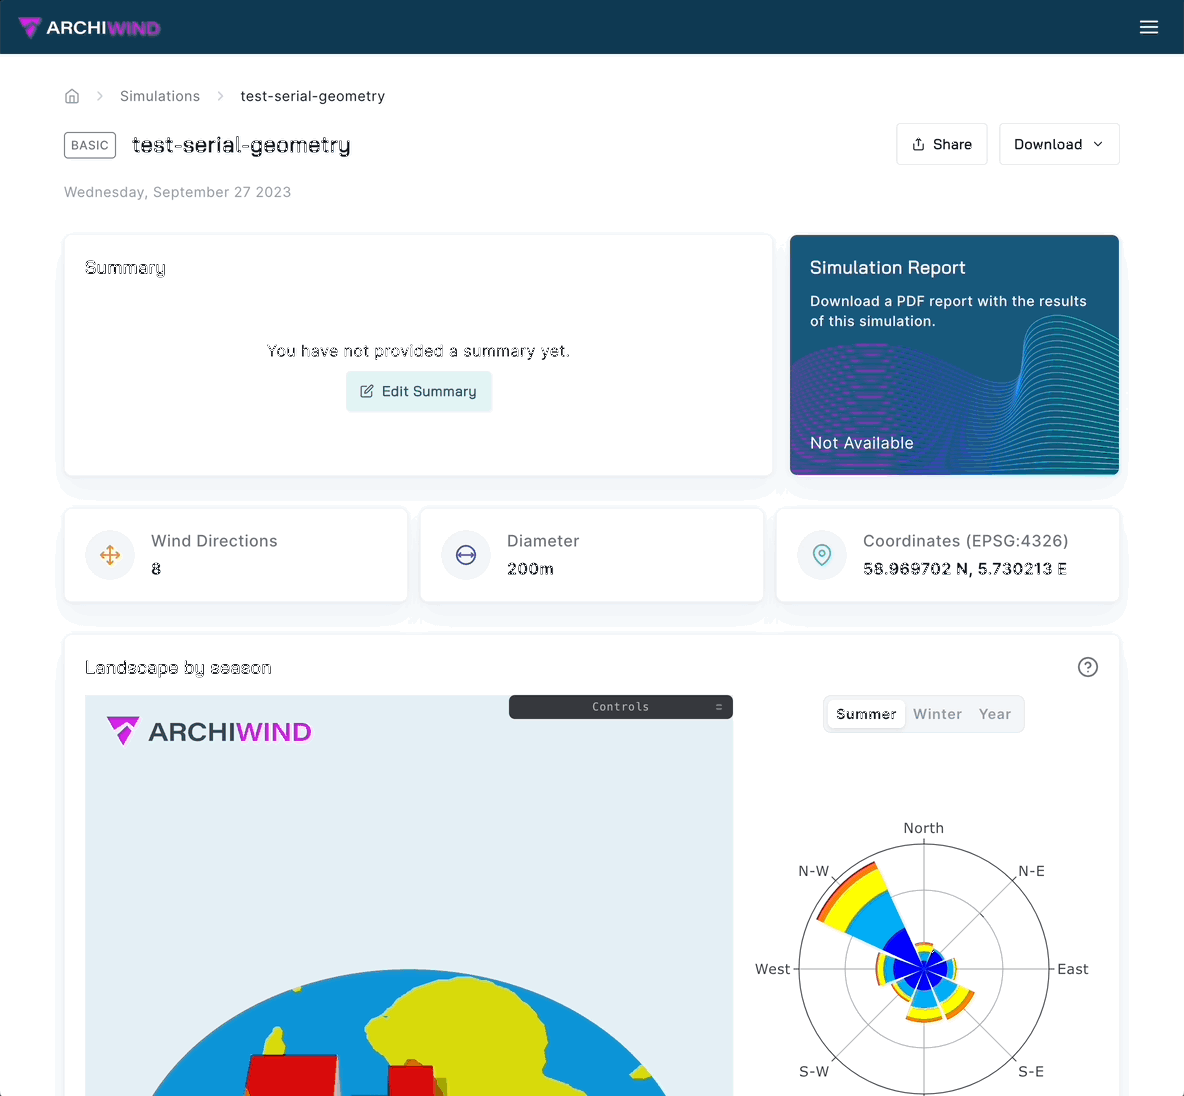 ARCHIWIND
Simulations
test-serial-geometry
BASIC
test-serial-geometry
Share
Download
Wednesday, September 27 2023
Summary
You have not provided a summary yet.
Edit Summary
Simulation Report
Download a PDF report with the results
of this simulation.
Not Available
Wind Directions
8
Diameter
200m
Coordinates (EPSG:4326)
58.969702 N, 5.730213 E
Landscape by season
?
ARCHIWIND
Controls
Summer Winter Year
North
N-W
N-E
West
East
S-W
S-E